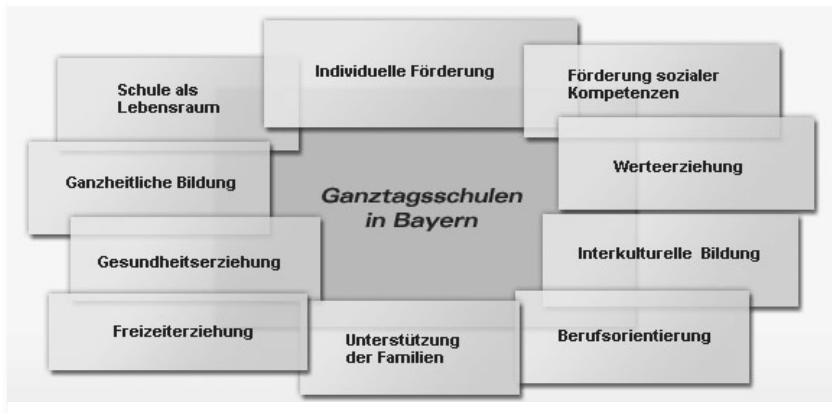 Individuelle Förderung
Schule als
Lebensraum
Förderung sozialer
Kompetenzen
Ganzheitliche Bildung
Werteerziehung
Ganztagsschulen
in Bayern
Gesundheitserziehung
Interkulturelle Bildung
Freizeiterziehung
Unterstützung
der Familien
Berufsorientierung